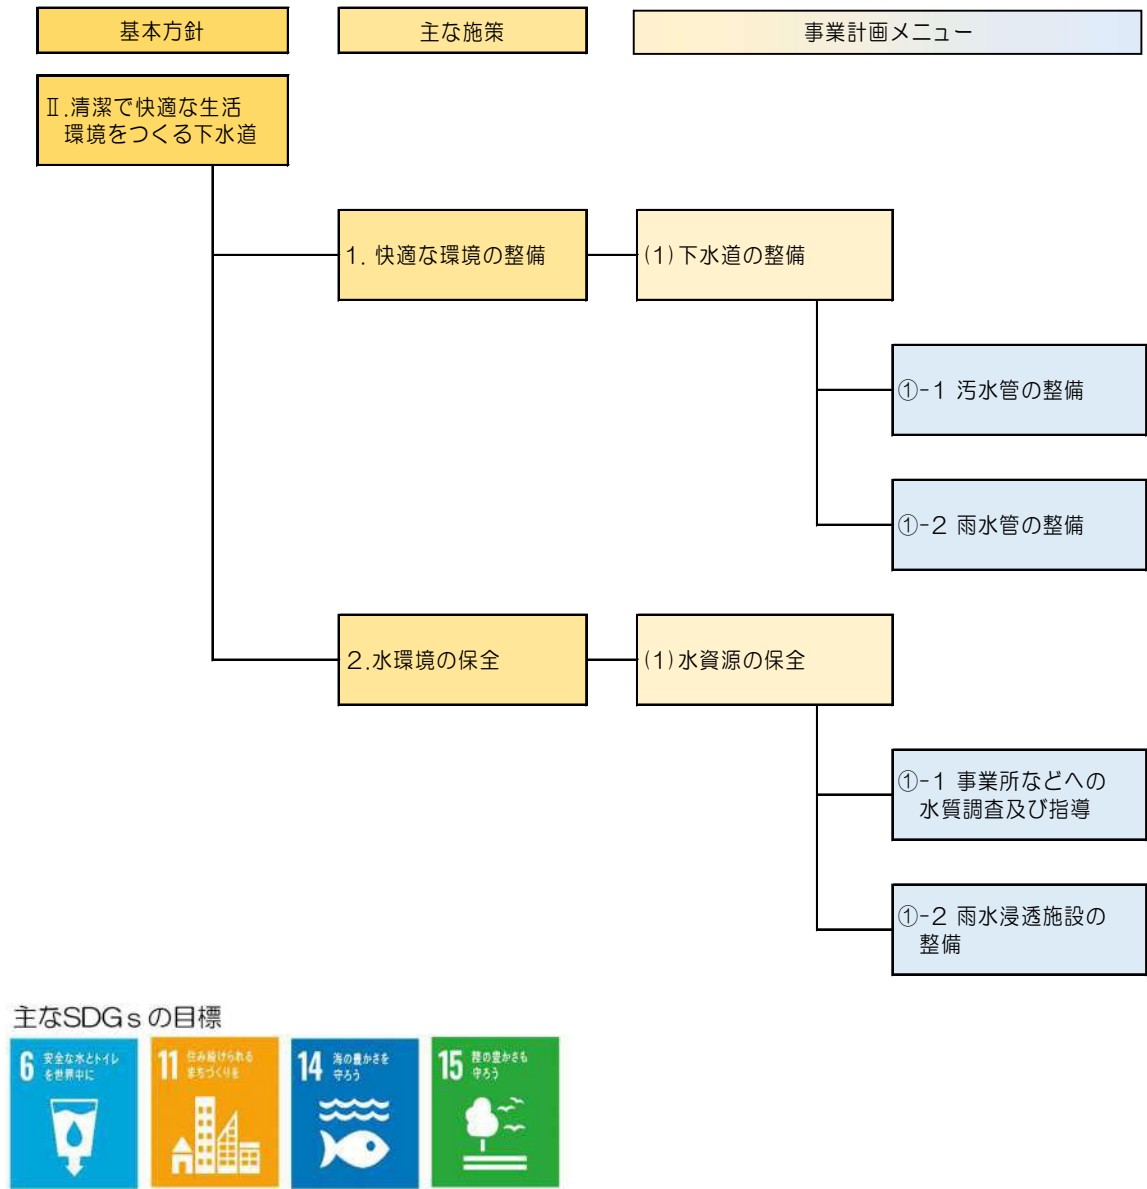 基本方針
主な施策
事業計画メニュー
Ⅱ.清潔で快適な生活
環境をつくる下水道
1. 快適な環境の整備
(1)下水道の整備
①-1 汚水管の整備
①-2 雨水管の整備
2.水環境の保全
(1)水資源の保全
①-1 事業所などへの
水質調査及び指導
①-2 雨水浸透施設の
整備
主なSDGsの目標
6 安全な水とトイレ
を世界中に
11 住み続けられる
まちづくりを
14 海の豊かさを
守ろう
15 陸の豊かさも
守ろう